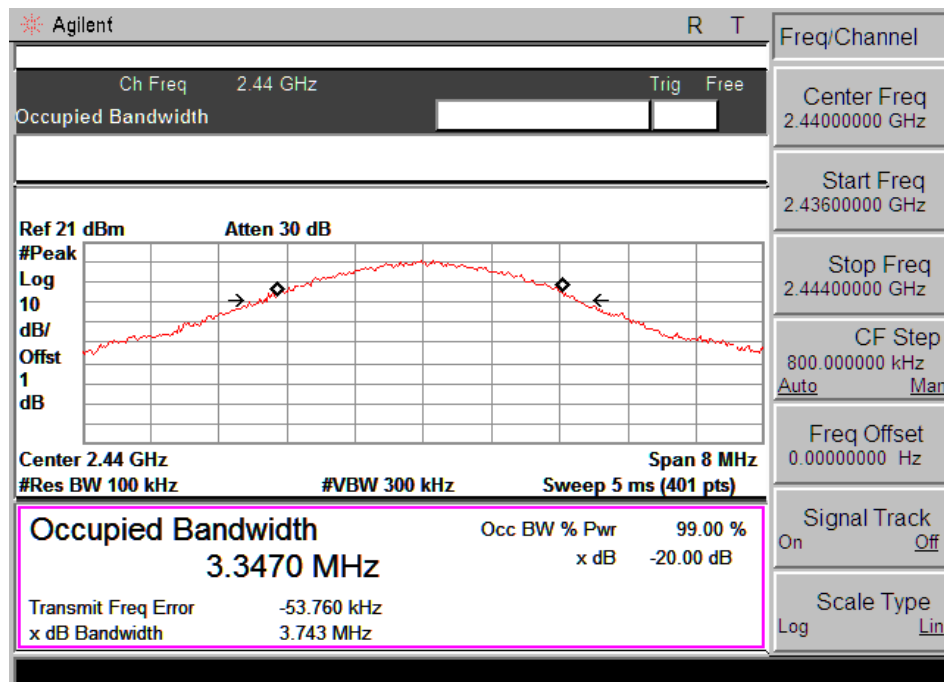 Agilent R T
Freq/Channel
Ch Freq 2.44 GHz Trig Free
Occupied Bandwidth
Center Freq
2.44000000 GHz
Start Freq
2.43600000 GHz
Stop Freq
2.44400000 GHz
CF Step
800.000000 kHz
Auto Man
Freq Offset
0.00000000 Hz
Signal Track
On Off
Scale Type
Log Lin
Ref 21 dBm Atten 30 dB
#Peak
Log
10
dB/
Offst
1
dB
Center 2.44 GHz Span 8 MHz
#Res BW 100 kHz #VBW 300 kHz Sweep 5 ms (401 pts)
Occupied Bandwidth
3.3470 MHz
Occ BW % Pwr 99.00 %
x dB -20.00 dB
Transmit Freq Error -53.760 kHz
x dB Bandwidth 3.743 MHz